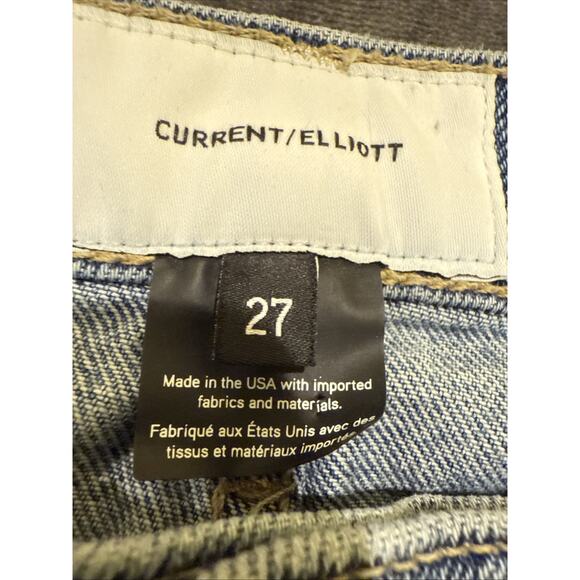 CURRENT/ELLIOTT
27
Made in the USA with imported
fabrics and materials.
Fabriqué aux États Unis avec des
tissus et matériaux importés